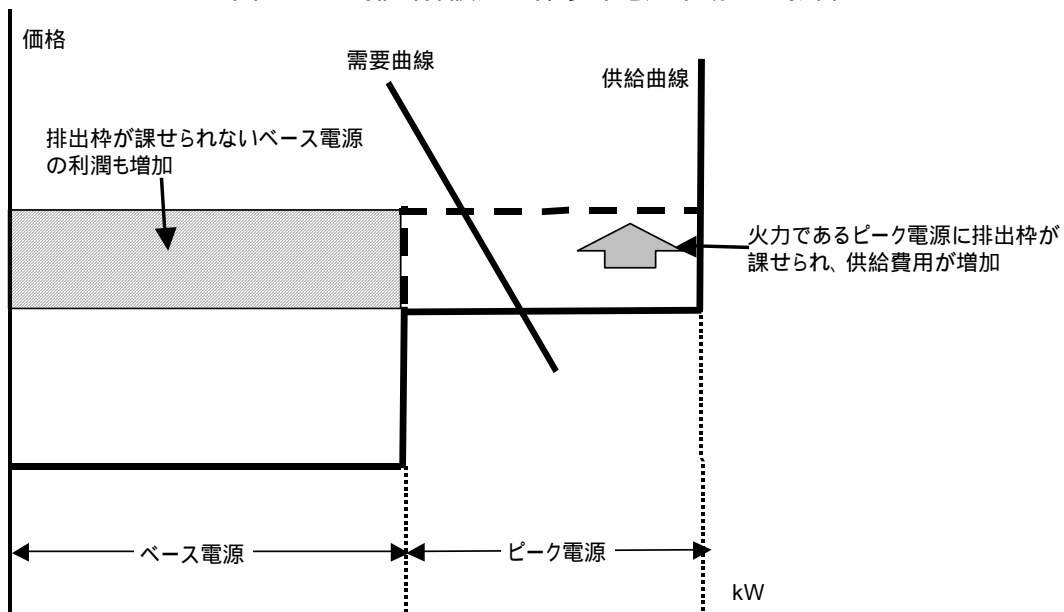 価格
需要曲線
供給曲線
排出枠が課せられないベース電源
の利潤も増加
火力であるピーク電源に排出枠が
課せられ、供給費用が増加
ベース電源
ピーク電源
kW